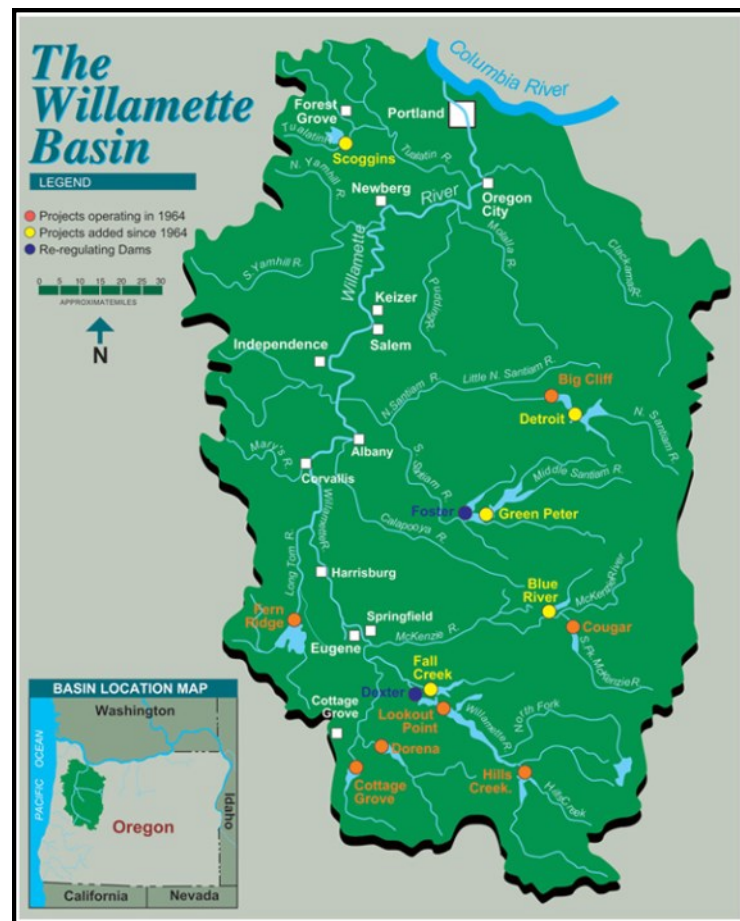 The
Willamette
Basin
LEGEND
Projects operating in 1964
Projects added since 1964
Re-regulating Dams
0 5 10 15 20 25 30
APPROXIMATEMILES
N
Columbia River
Portland
Forest
Grove
Tualatin R.
Scoggins
Tualatin R.
N. Yamhill R.
Newberg
River
Oregon
City
Willamette
S. Yamhill R.
Molalla R.
Pudding R.
Clackamas R.
Keizer
Salem
Independence
Little N. Santiam R.
N. Santiam R.
Big Cliff
Detroit
N. Santiam R.
Albany
Mary's R.
Corvallis
S. Santiam R.
Middle Santiam R.
Foster
Green Peter
Willamette R.
Calapooya R.
Long Tom R.
Harrisburg
Blue
River
McKenzie River
Fern
Ridge
Springfield
Eugene
McKenzie R.
Cougar
S. Fk. McKenzie R.
Fall
Creek
Dexter
Lookout
Point
Willamette R.
North Fork
Cottage
Grove
Dorena
Cottage
Grove
Hills
Creek.
Hills Creek
BASIN LOCATION MAP
Washington
PACIFIC OCEAN
Oregon
Idaho
California
Nevada